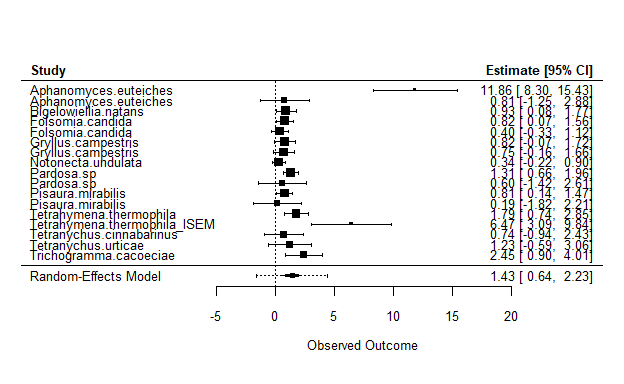 Study Estimate [95% CI]
Aphanomyces.euteiches 11.86 [ 8.30, 15.43]
Aphanomyces.euteiches 0.81 [-1.25, 2.88]
Bigelowiella.natans 0.93 [ 0.08, 1.77]
Folsomia.candida 0.82 [ 0.07, 1.56]
Folsomia.candida 0.40 [-0.33, 1.12]
Gryllus.campestris 0.82 [-0.07, 1.72]
Gryllus.campestris 0.75 [-0.16, 1.66]
Notonecta.undulata 0.34 [-0.22, 0.90]
Pardosa.sp 1.31 [ 0.66, 1.96]
Pardosa.sp 0.60 [-1.42, 2.61]
Pisaura.mirabilis 0.81 [ 0.14, 1.47]
Pisaura.mirabilis 0.19 [-1.82, 2.21]
Tetrahymena.thermophila 1.79 [ 0.74, 2.85]
Tetrahymena.thermophila_ISEM 6.47 [ 3.09, 9.84]
Tetranychus.cinnabarinus 0.74 [-0.94, 2.43]
Tetranychus.urticae 1.23 [-0.59, 3.06]
Trichogramma.cacoeciae 2.45 [ 0.90, 4.01]
Random-Effects Model 1.43 [ 0.64, 2.23]
-5 0 5 10 15 20
Observed Outcome